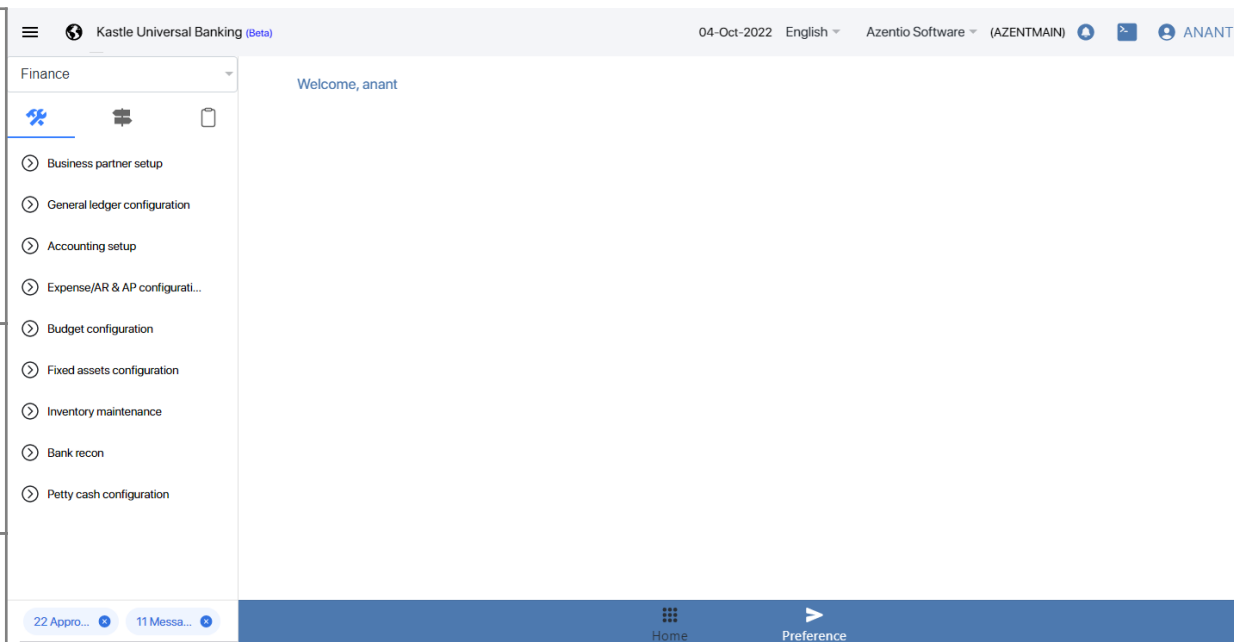 Kastle Universal Banking (Beta)
04-Oct-2022 English Azentio Software (AZENTMAIN) ANANT
Finance
Welcome, anant
Business partner setup
General ledger configuration
Accounting setup
Expense/AR & AP configurati...
Budget configuration
Fixed assets configuration
Inventory maintenance
Bank recon
Petty cash configuration
22 Appro... 11 Messa...
Home Preference